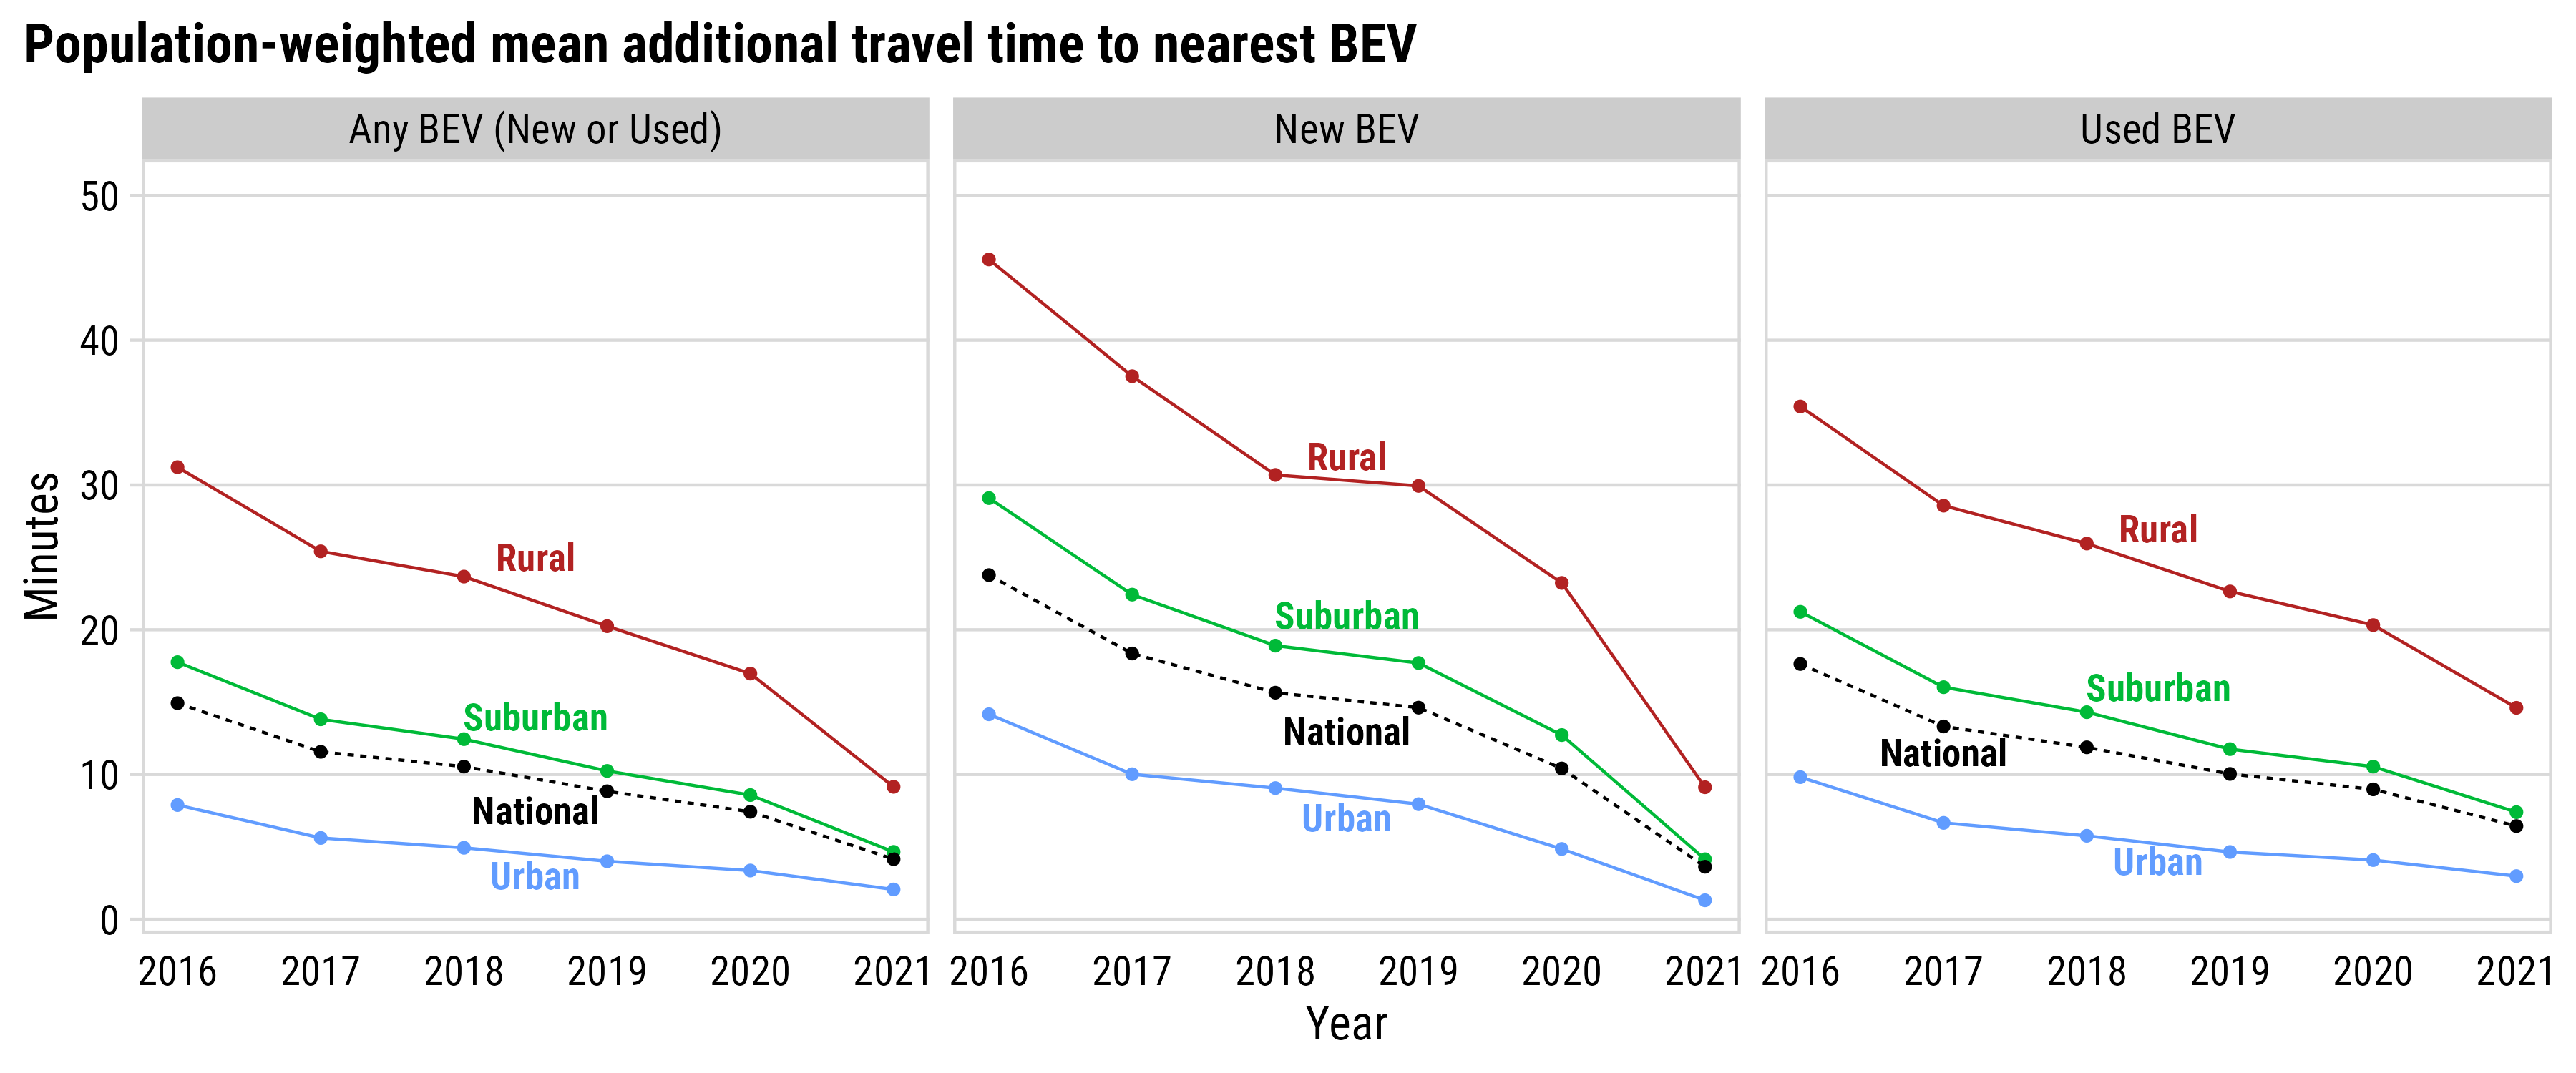 Population-weighted mean additional travel time to nearest BEV
Any BEV (New or Used)
New BEV
Used BEV
Minutes
50
40
30
20
10
0
Rural
Suburban
National
Urban
Rural
Suburban
National
Urban
Rural
Suburban
National
Urban
2016 2017 2018 2019 2020 2021
2016 2017 2018 2019 2020 2021
2016 2017 2018 2019 2020 2021
Year